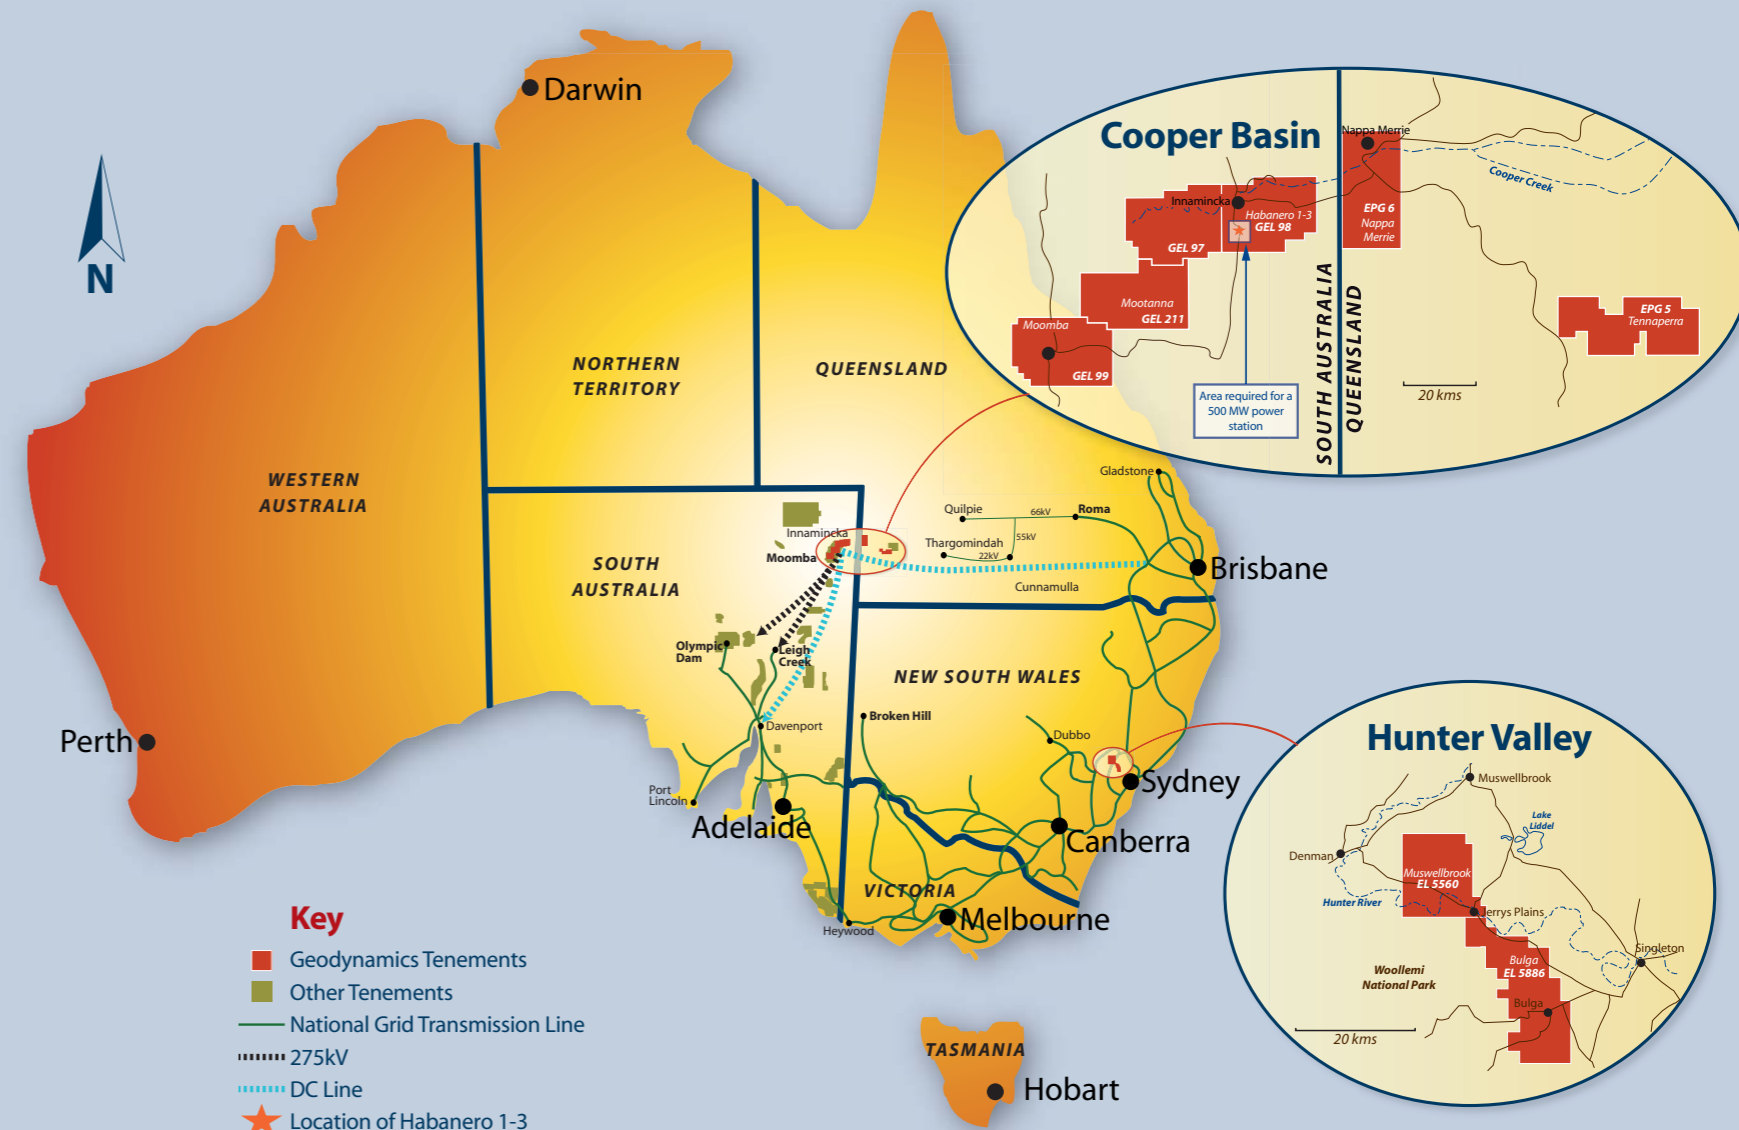 Darwin
N
NORTHERN
TERRITORY
QUEENSLAND
WESTERN
AUSTRALIA
SOUTH
AUSTRALIA
Innamincka
Moomba
Quilpie
66kV
Roma
Thargomindah
55kV
22kV
Cunnamulla
Gladstone
Brisbane
Olympic
Dam
Leigh
Creek
Davenport
Broken Hill
NEW SOUTH WALES
Dubbo
Sydney
Perth
Port
Lincoln
Adelaide
Canberra
VICTORIA
Melbourne
Heywood
TASMANIA
Hobart
Cooper Basin
Nappa Merrie
Cooper Creek
Innamincka
Habanero 1-3
GEL 98
EPG 6
Nappa
Merrie
GEL 97
Mootanna
GEL 211
Moomba
GEL 99
EPG 5
Tennaperra
SOUTH AUSTRALIA
QUEENSLAND
20 kms
Area required for a
500 MW power
station
Hunter Valley
Muswellbrook
Lake
Liddel
Denman
Muswellbrook
EL 5560
Hunter River
Jerrys Plains
Singleton
Bulga
EL 5886
Woollemi
National Park
Bulga
20 kms
Key
Geodynamics Tenements
Other Tenements
National Grid Transmission Line
275kV
DC Line
Location of Habanero 1-3